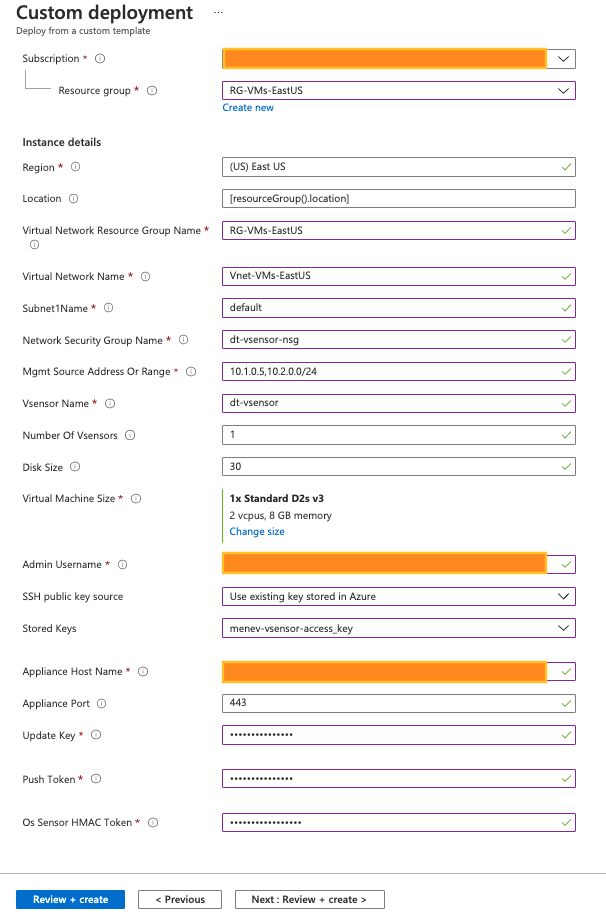 Custom deployment ...
Deploy from a custom template
Subscription *
Resource group * RG-VMs-EastUS
Create new
Instance details
Region * (US) East US
Location [resourceGroup().location]
Virtual Network Resource Group Name * RG-VMs-EastUS
Virtual Network Name * Vnet-VMs-EastUS
Subnet1Name * default
Network Security Group Name * dt-vsensor-nsg
Mgmt Source Address Or Range * 10.1.0.5,10.2.0.0/24
Vsensor Name * dt-vsensor
Number Of Vsensors 1
Disk Size 30
Virtual Machine Size * 1x Standard D2s v3
2 vcpus, 8 GB memory
Change size
Admin Username *
SSH public key source Use existing key stored in Azure
Stored Keys menev-vsensor-access_key
Appliance Host Name *
Appliance Port 443
Update Key * •••••••••••••••
Push Token * •••••••••••••••
Os Sensor HMAC Token * •••••••••••••••••
Review + create < Previous Next : Review + create >